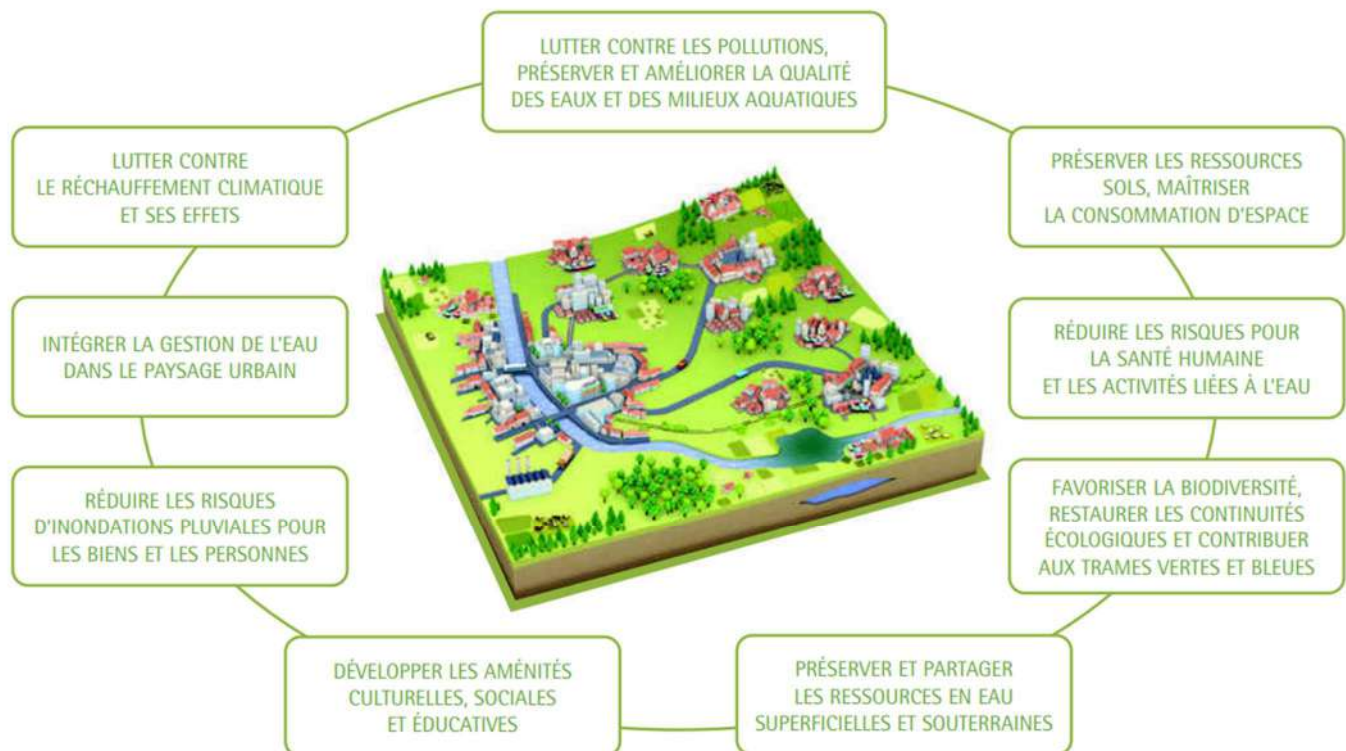 LUTTER CONTRE LES POLLUTIONS,
PRÉSERVER ET AMÉLIORER LA QUALITÉ
DES EAUX ET DES MILIEUX AQUATIQUES
LUTTER CONTRE
LE RÉCHAUFFEMENT CLIMATIQUE
ET SES EFFETS
PRÉSERVER LES RESSOURCES
SOLS, MAÎTRISER
LA CONSOMMATION D'ESPACE
INTÉGRER LA GESTION DE L'EAU
DANS LE PAYSAGE URBAIN
RÉDUIRE LES RISQUES POUR
LA SANTÉ HUMAINE
ET LES ACTIVITÉS LIÉES À L'EAU
RÉDUIRE LES RISQUES
D'INONDATIONS PLUVIALES POUR
LES BIENS ET LES PERSONNES
FAVORISER LA BIODIVERSITÉ,
RESTAURER LES CONTINUITÉS
ÉCOLOGIQUES ET CONTRIBUER
AUX TRAMES VERTES ET BLEUES
DÉVELOPPER LES AMÉNITÉS
CULTURELLES, SOCIALES
ET ÉDUCATIVES
PRÉSERVER ET PARTAGER
LES RESSOURCES EN EAU
SUPERFICIELLES ET SOUTERRAINES